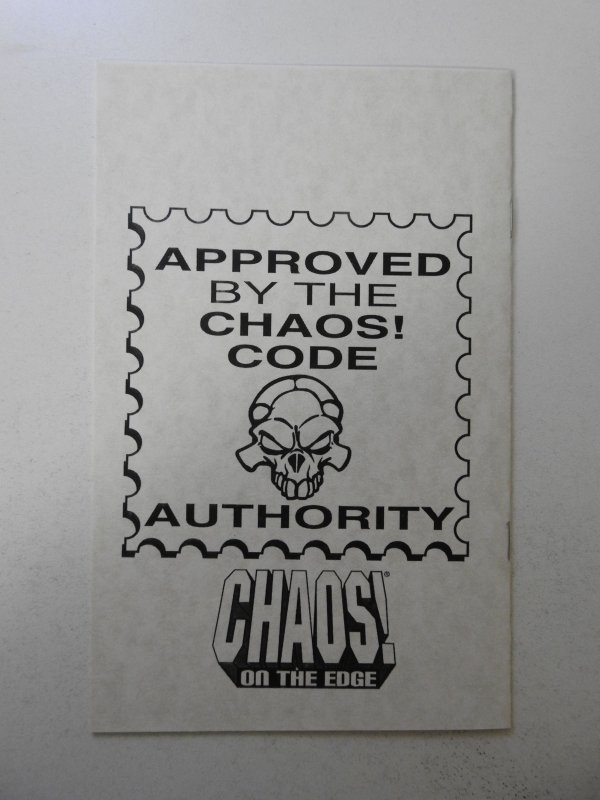 APPROVED
BY THE
CHAOS!
CODE
AUTHORITY
CHAOS!®
ON THE EDGE